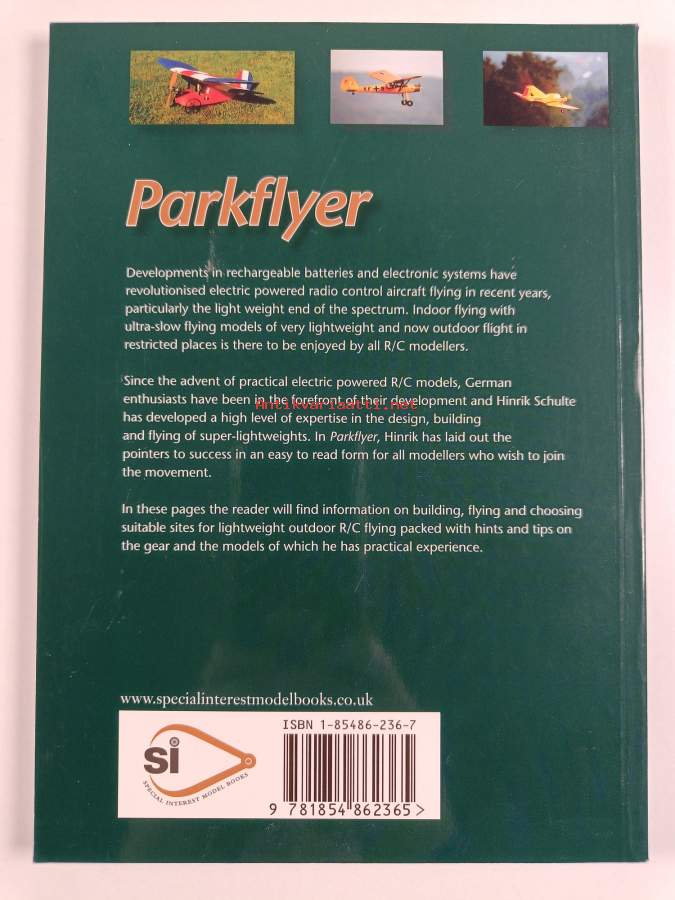 Parkflyer
Developments in rechargeable batteries and electronic systems have
revolutionised electric powered radio control aircraft flying in recent years,
particularly the light weight end of the spectrum. Indoor flying with
ultra-slow flying models of very lightweight and now outdoor flight in
restricted places is there to be enjoyed by all R/C modellers.
Since the advent of practical electric powered R/C models, German
enthusiasts have been in the forefront of their development and Hinrik Schulte
Antikvariaatti.net
has developed a high level of expertise in the design, building
and flying of super-lightweights. In Parkflyer, Hinrik has laid out the
pointers to success in an easy to read form for all modellers who wish to join
the movement.
In these pages the reader will find information on building, flying and choosing
suitable sites for lightweight outdoor R/C flying packed with hints and tips on
the gear and the models of which he has practical experience.
www.specialinterestmodelbooks.co.uk
ISBN 1-85486-236-7
si
SPECIAL INTEREST MODEL BOOKS
9 781854 862365>